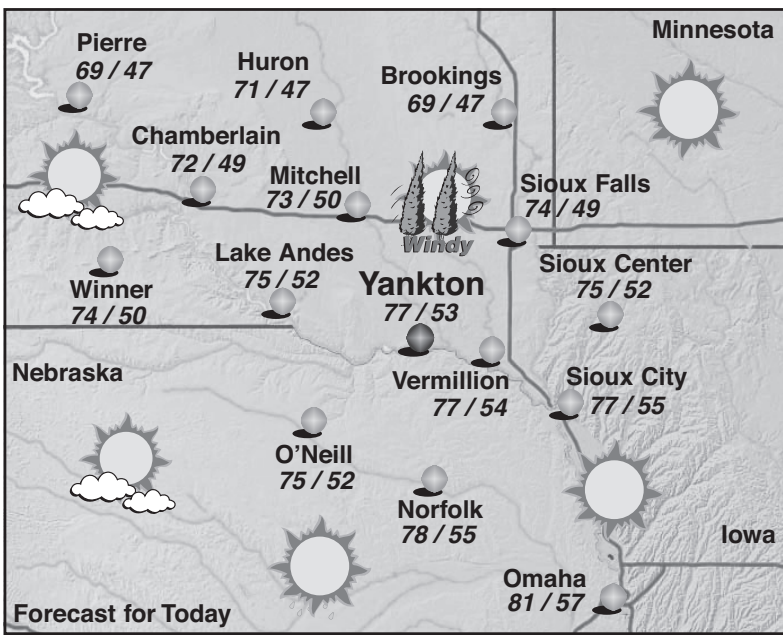 Minnesota
Pierre
69 / 47
Huron
71 / 47
Brookings
69 / 47
Chamberlain
72 / 49
Mitchell
73 / 50
Sioux Falls
74 / 49
Windy
Lake Andes
75 / 52
Yankton
77 / 53
Sioux Center
75 / 52
Winner
74 / 50
Nebraska
Vermillion
77 / 54
Sioux City
77 / 55
O’Neill
75 / 52
Norfolk
78 / 55
Iowa
Omaha
81 / 57
Forecast for Today